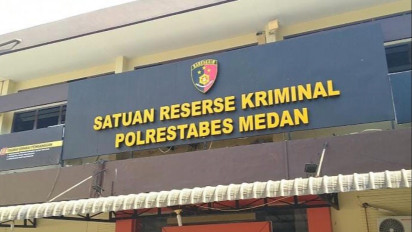 SATUAN RESERSE KRIMINAL
POLRESTABES MEDAN